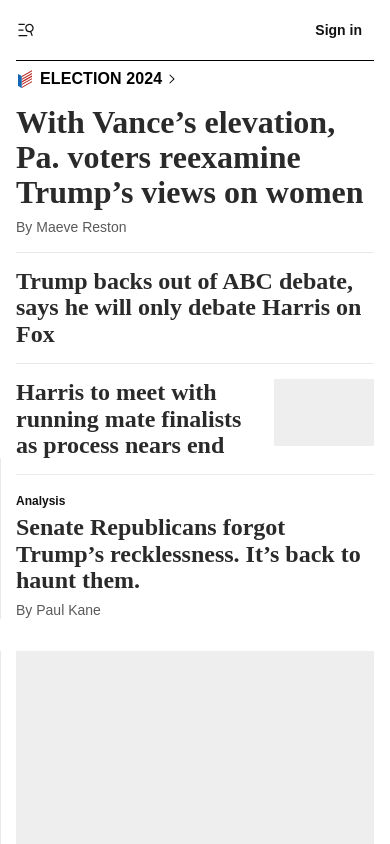 Sign in
ELECTION 2024
With Vance’s elevation,
Pa. voters reexamine
Trump’s views on women
By Maeve Reston
Trump backs out of ABC debate,
says he will only debate Harris on
Fox
Harris to meet with
running mate finalists
as process nears end
Analysis
Senate Republicans forgot
Trump’s recklessness. It’s back to
haunt them.
By Paul Kane